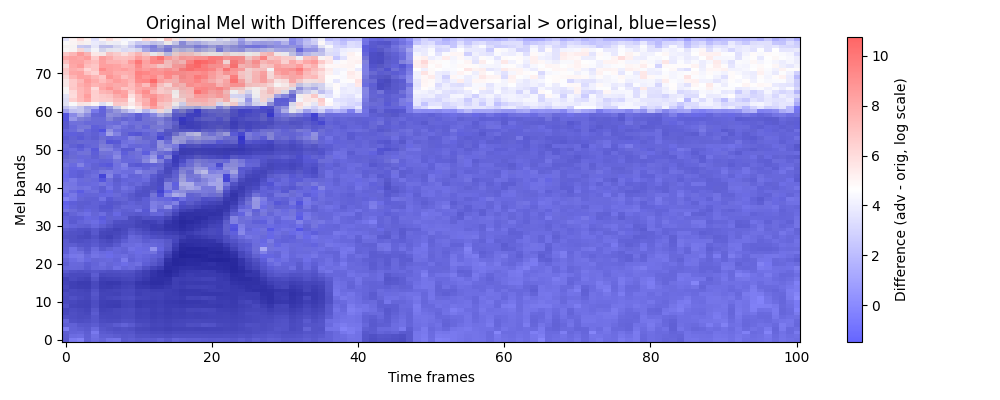 Original Mel with Differences (red=adversarial > original, blue=less)
Mel bands
70
60
50
40
30
20
10
0
0 20 40 60 80 100
Time frames
10
8
6
4
2
0
Difference (adv - orig, log scale)